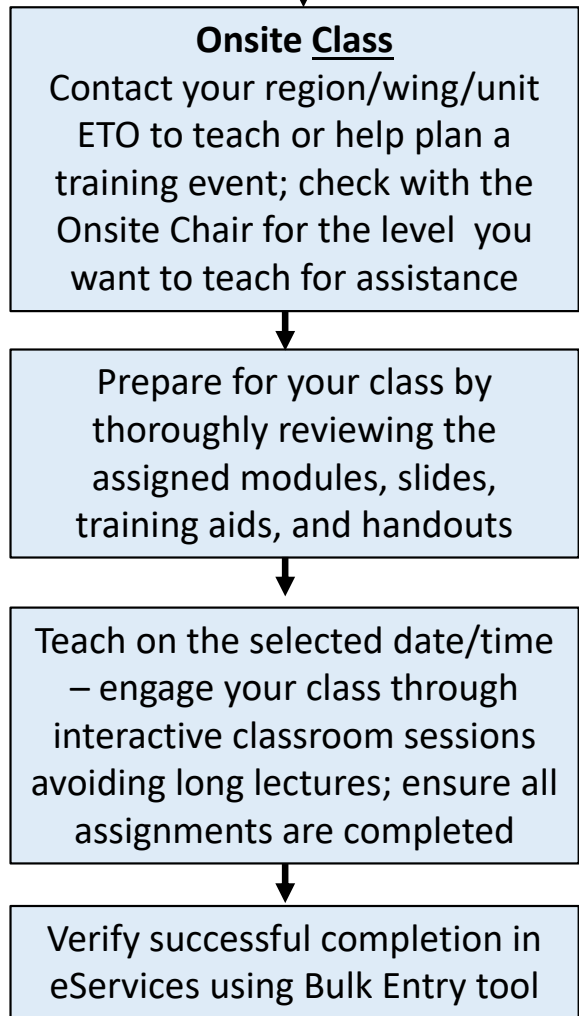 Onsite Class
Contact your region/wing/unit
ETO to teach or help plan a
training event; check with the
Onsite Chair for the level  you
want to teach for assistance
Prepare for your class by
thoroughly reviewing the
assigned modules, slides,
training aids, and handouts
Teach on the selected date/time
– engage your class through
interactive classroom sessions
avoiding long lectures; ensure all
assignments are completed
Verify successful completion in
eServices using Bulk Entry tool